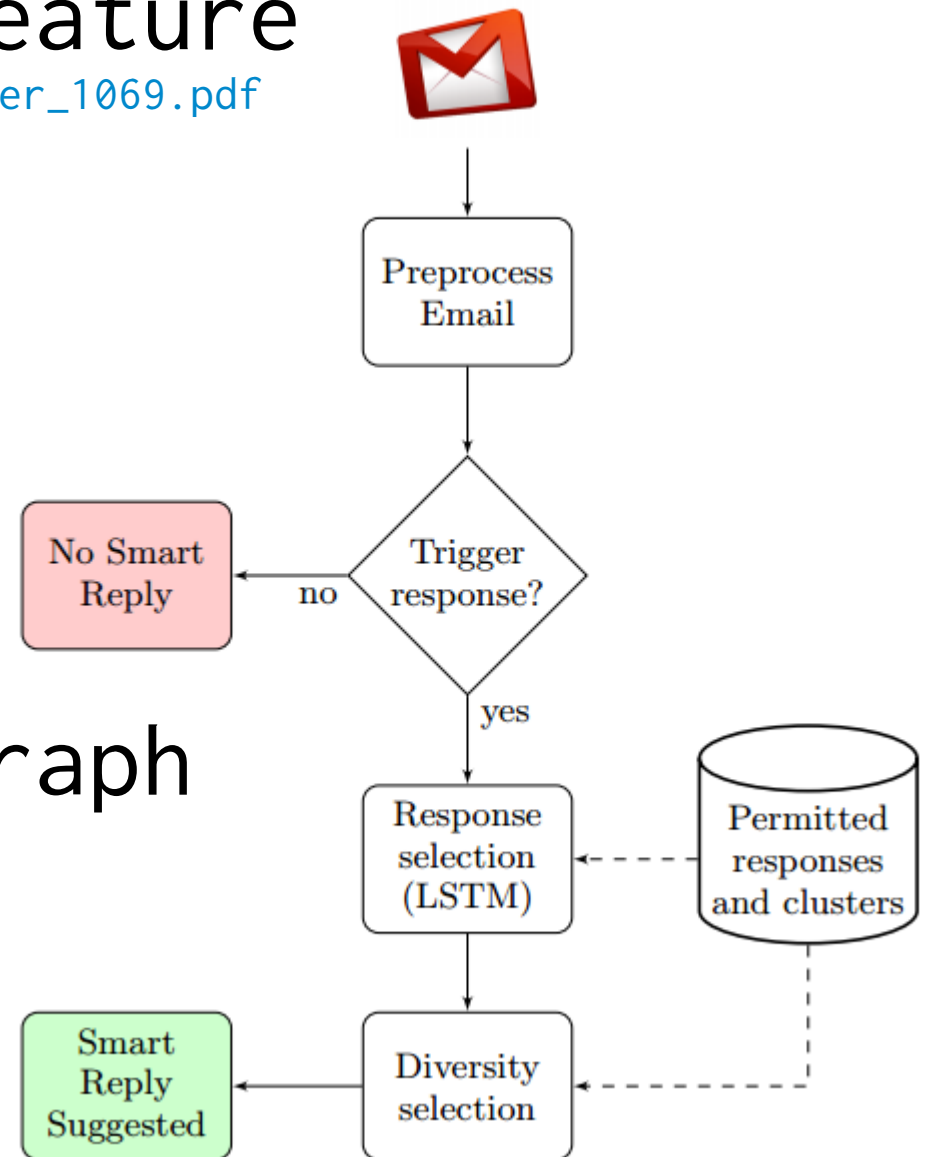 eature
er_1069.pdf
Preprocess
Email
Trigger
response?
No Smart
Reply
no
yes
raph
Response
selection
(LSTM)
Permitted
responses
and clusters
Smart
Reply
Suggested
Diversity
selection